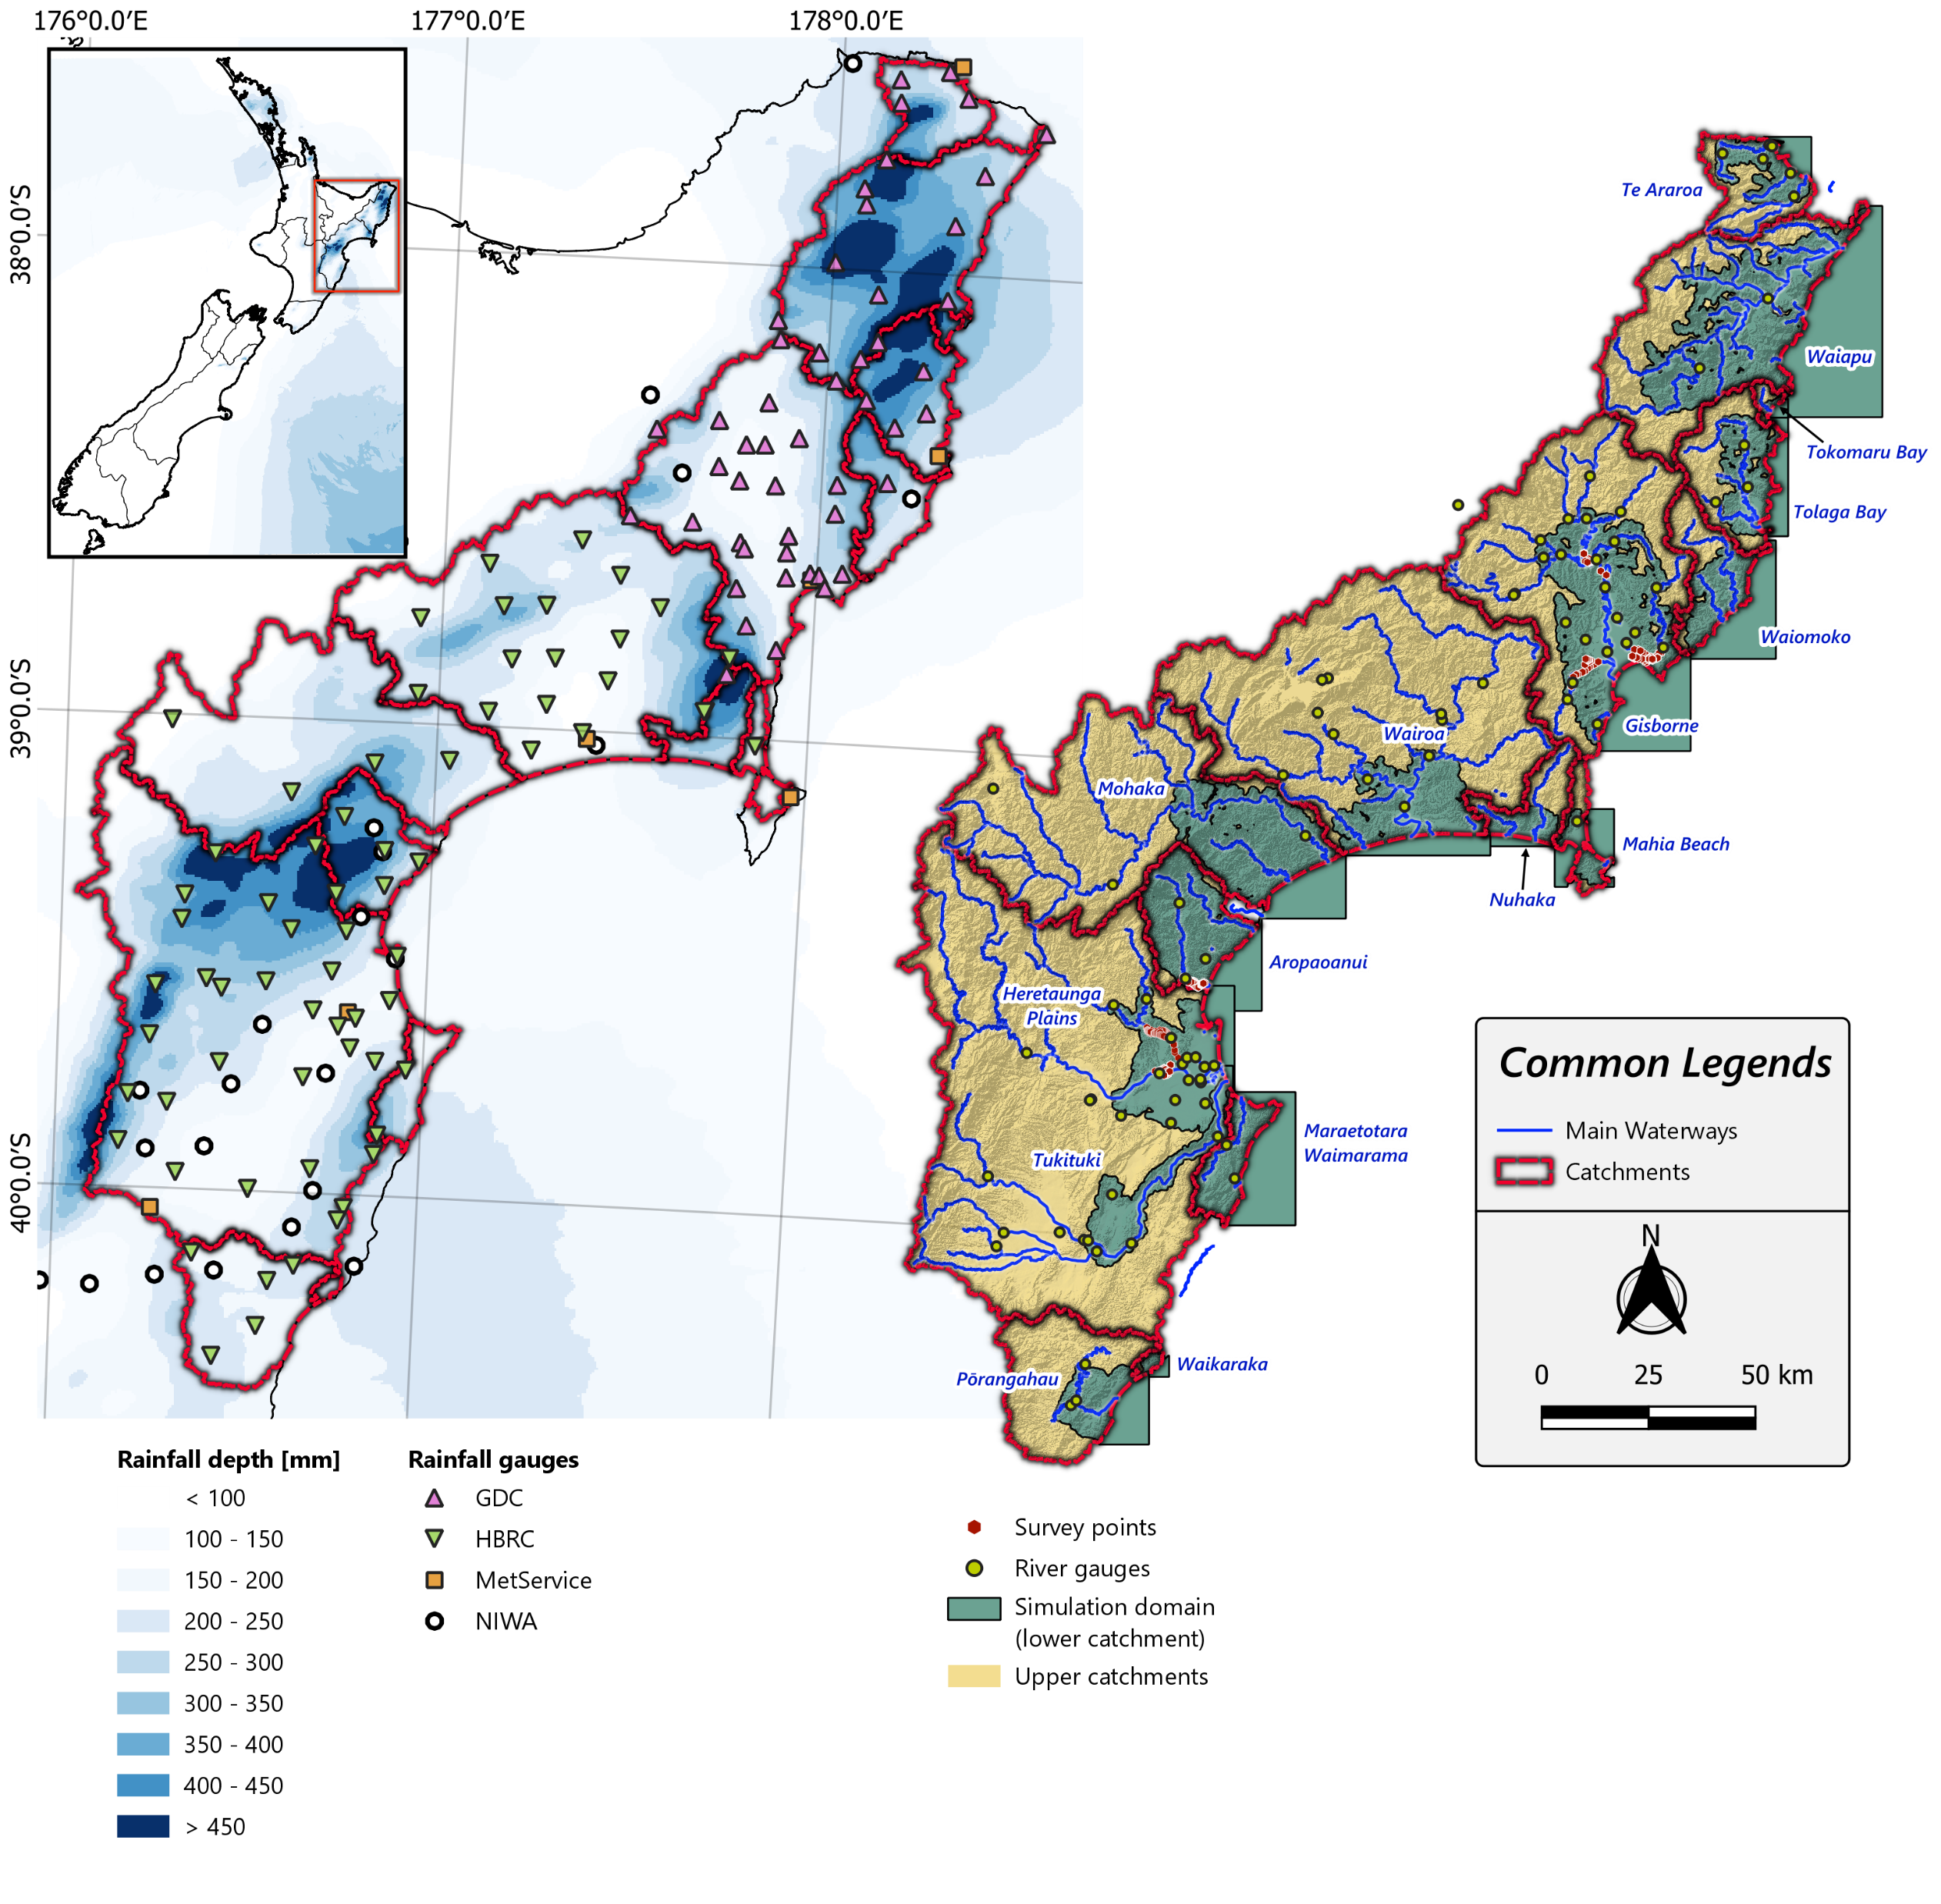 176°0.0′E
177°0.0′E
178°0.0′E
38°0.0′S
39°0.0′S
40°0.0′S
Te Araroa
Waiapu
Tokomaru Bay
Tolaga Bay
Waiomoko
Gisborne
Wairoa
Mohaka
Mahia Beach
Nuhaka
Aropaoanui
Heretaunga
Plains
Maraetotara
Waimarama
Tukituki
Pōrangahau
Waikaraka
Common Legends
Main Waterways
Catchments
N
0 25 50 km
Rainfall depth [mm]
< 100
100 - 150
150 - 200
200 - 250
250 - 300
300 - 350
350 - 400
400 - 450
> 450
Rainfall gauges
GDC
HBRC
MetService
NIWA
Survey points
River gauges
Simulation domain
(lower catchment)
Upper catchments